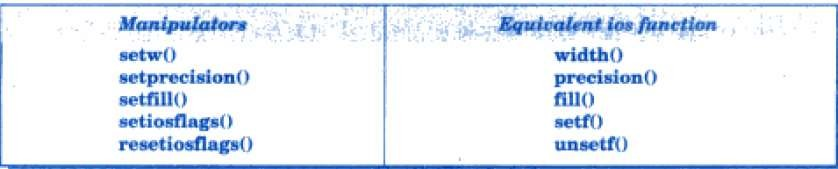 Manipulators Equivalent ios function
setw() width()
setprecision() precision()
setfill() fill()
setiosflags() setf()
resetiosflags() unsetf()